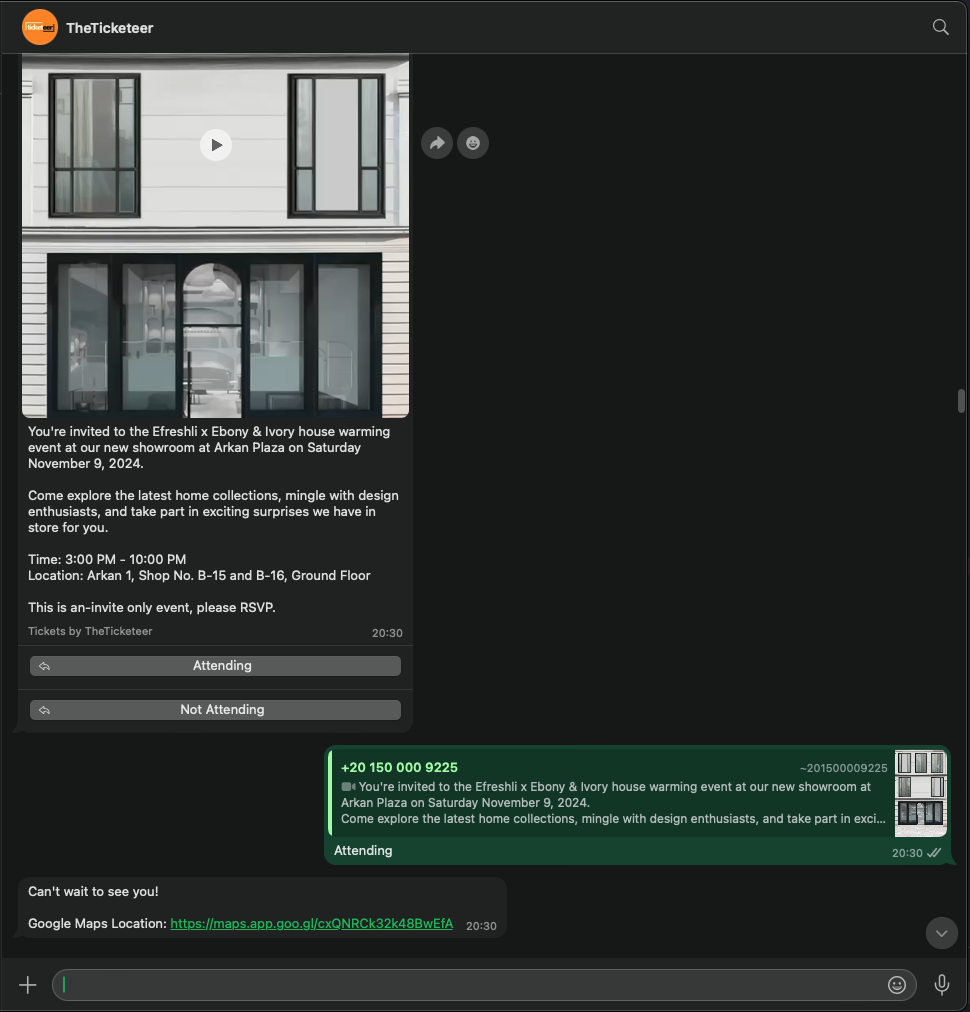 ticketeer
TheTicketeer
You're invited to the Efreshli x Ebony & Ivory house warming
event at our new showroom at Arkan Plaza on Saturday
November 9, 2024.
Come explore the latest home collections, mingle with design
enthusiasts, and take part in exciting surprises we have in
store for you.
Time: 3:00 PM - 10:00 PM
Location: Arkan 1, Shop No. B-15 and B-16, Ground Floor
This is an-invite only event, please RSVP.
Tickets by TheTicketeer 20:30
Attending
Not Attending
+20 150 000 9225 ~201500009225
You're invited to the Efreshli x Ebony & Ivory house warming event at our new showroom at
Arkan Plaza on Saturday November 9, 2024.
Come explore the latest home collections, mingle with design enthusiasts, and take part in exci...
Attending 20:30
Can't wait to see you!
Google Maps Location: https://maps.app.goo.gl/cxQNRCk32k48BwEfA 20:30